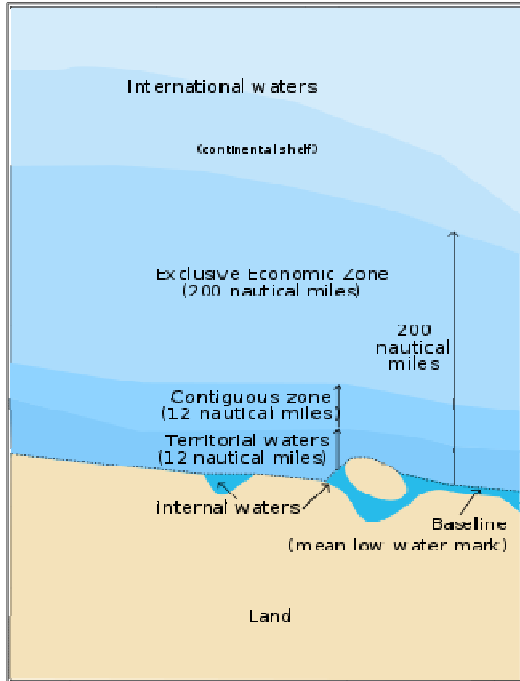 International waters
(continental shelf)
Exclusive Economic Zone
(200 nautical miles)
200
nautical
miles
Contiguous zone
(12 nautical miles)
Territorial waters
(12 nautical miles)
Internal waters
Baseline
(mean low water mark)
Land